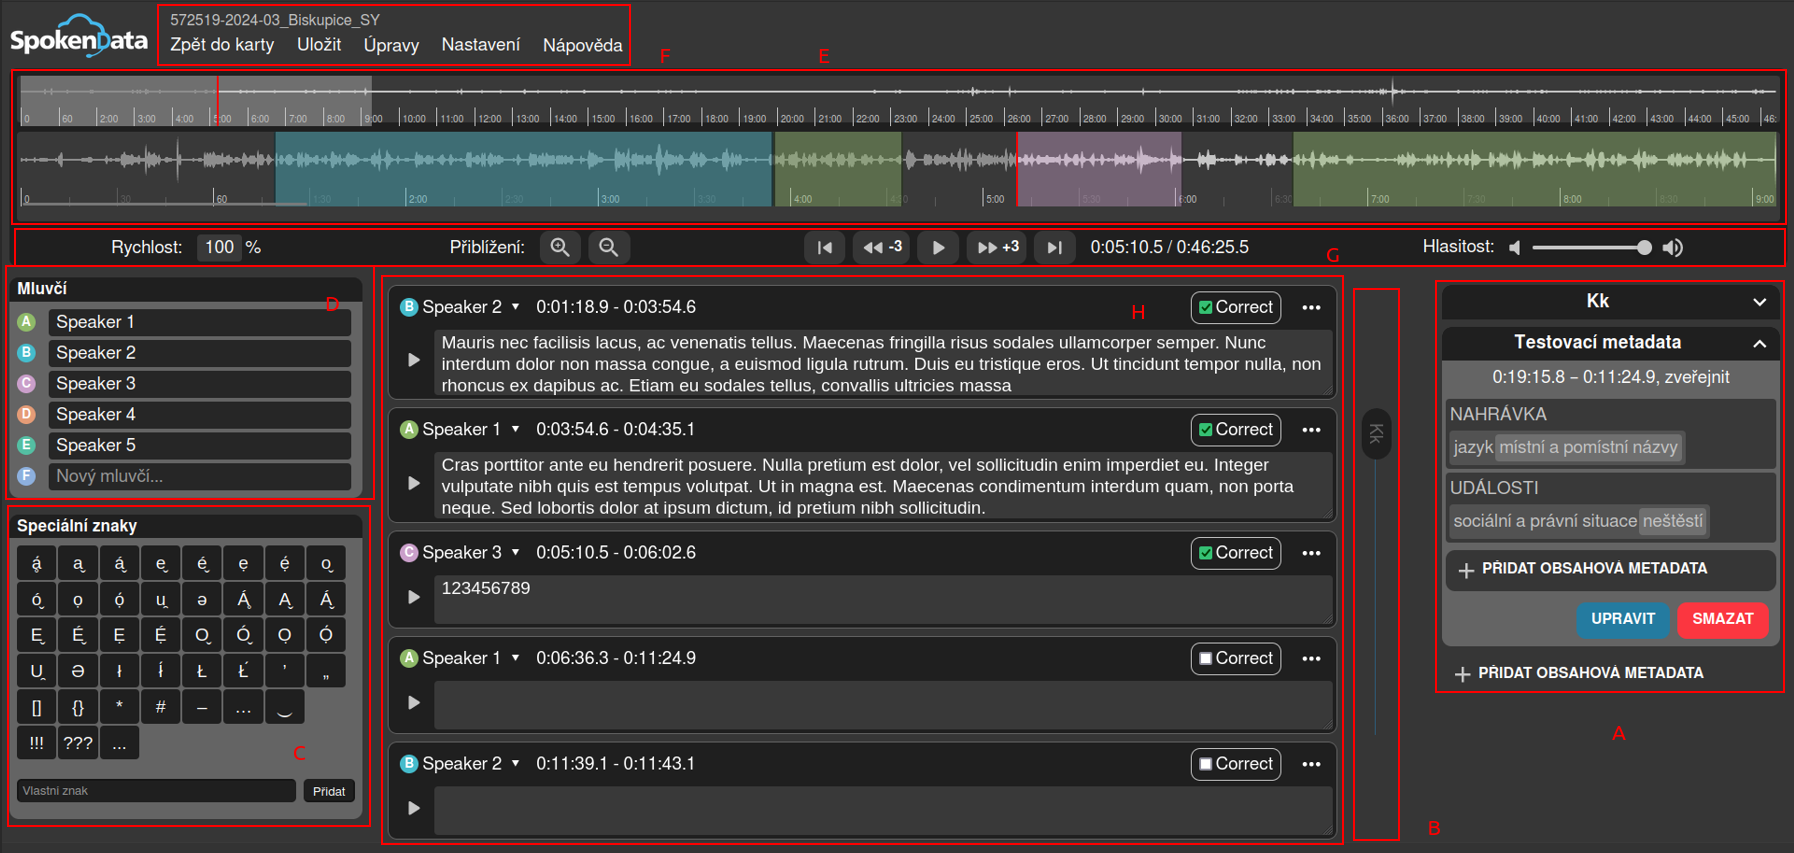 SpokenData
572519-2024-03_Biskupice_SY
Zpět do karty Uložit Úpravy Nastavení Nápověda
F E
0 60 2:00 3:00 4:00 5:00 6:00 7:00 8:00 9:00 10:00 11:00 12:00 13:00 14:00 15:00 16:00 17:00 18:00 19:00 20:00 21:00 22:00 23:00 24:00 25:00 26:00 27:00 28:00 29:00 30:00 31:00 32:00 33:00 34:00 35:00 36:00 37:00 38:00 39:00 40:00 41:00 42:00 43:00 44:00 45:00 46:
0 30 60 1:30 2:00 2:30 3:00 3:30 4:00 4:30 5:00 5:30 6:00 6:30 7:00 7:30 8:00 8:30 9:00
Rychlost: 100 % Přiblížení: -3 +3 0:05:10.5 / 0:46:25.5 G Hlasitost:
Mluvčí
D
A Speaker 1
B Speaker 2
C Speaker 3
D Speaker 4
E Speaker 5
F Nový mluvčí...
Speciální znaky
[] {} * # – … ‿
!!! ??? ...
C
Vlastní znak Přidat
B Speaker 2 0:01:18.9 - 0:03:54.6 H Correct
Mauris nec facilisis lacus, ac venenatis tellus. Maecenas fringilla risus sodales ullamcorper semper. Nunc
interdum dolor non massa congue, a euismod ligula rutrum. Duis eu tristique eros. Ut tincidunt tempor nulla, non
rhoncus ex dapibus ac. Etiam eu sodales tellus, convallis ultricies massa
A Speaker 1 0:03:54.6 - 0:04:35.1 Correct
Cras porttitor ante eu hendrerit posuere. Nulla pretium est dolor, vel sollicitudin enim imperdiet eu. Integer
vulputate nibh quis est tempus volutpat. Ut in magna est. Maecenas condimentum interdum quam, non porta
neque. Sed lobortis dolor at ipsum dictum, id pretium nibh sollicitudin.
C Speaker 3 0:05:10.5 - 0:06:02.6 Correct
123456789
A Speaker 1 0:06:36.3 - 0:11:24.9 Correct
B Speaker 2 0:11:39.1 - 0:11:43.1 Correct
Kk
B
Kk
Testovací metadata
0:19:15.8 – 0:11:24.9, zveřejnit
NAHRÁVKA
jazyk místní a pomístní názvy
UDÁLOSTI
sociální a právní situace neštěstí
+ PŘIDAT OBSAHOVÁ METADATA
UPRAVIT SMAZAT
+ PŘIDAT OBSAHOVÁ METADATA
A